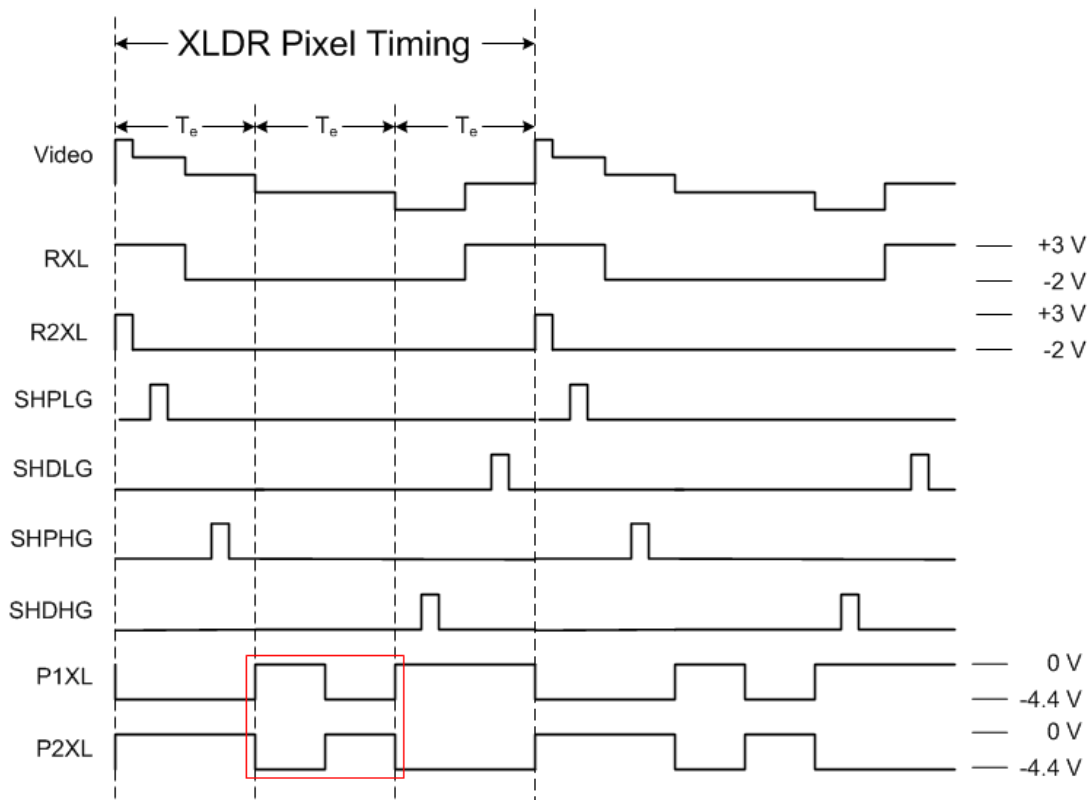 XLDR Pixel Timing
Te Te Te
Video
RXL +3 V
-2 V
R2XL +3 V
-2 V
SHPLG
SHDLG
SHPHG
SHDHG
P1XL 0 V
-4.4 V
P2XL 0 V
-4.4 V